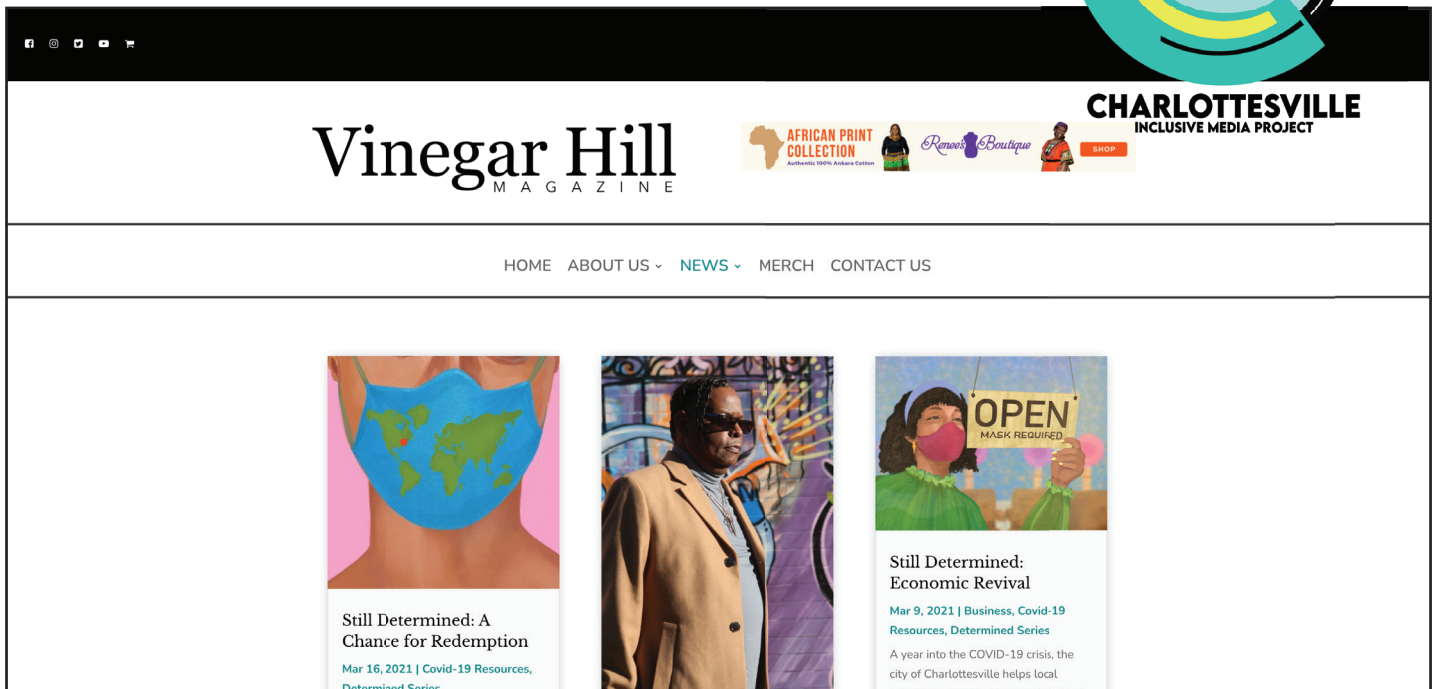 CHARLOTTESVILLE
INCLUSIVE MEDIA PROJECT
Vinegar Hill
MAGAZINE
AFRICAN PRINT
COLLECTION
Authentic 100% Ankara Cotton
Renee's Boutique
SHOP
HOME ABOUT US NEWS MERCH CONTACT US
OPEN
MASK REQUIRED
Still Determined: A
Chance for Redemption
Mar 16, 2021 | Covid-19 Resources,
Determined Series
Still Determined:
Economic Revival
Mar 9, 2021 | Business, Covid-19
Resources, Determined Series
A year into the COVID-19 crisis, the
city of Charlottesville helps local